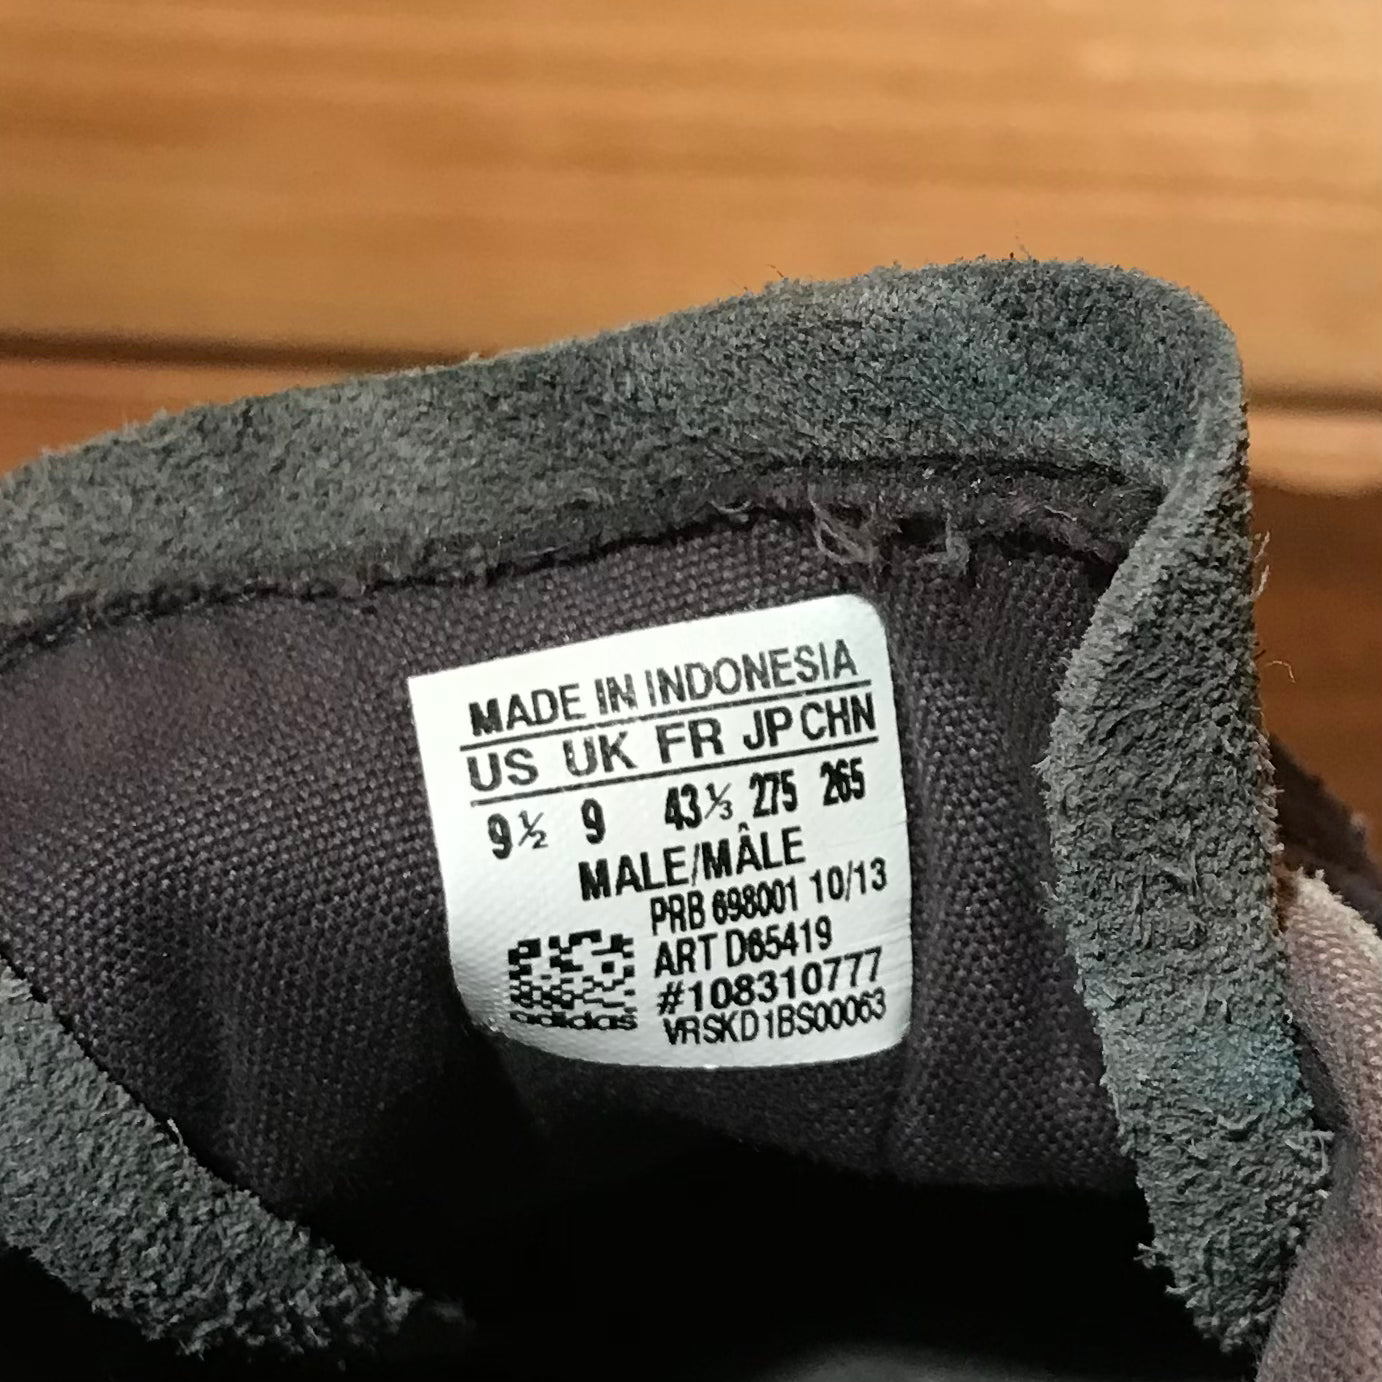 MADE IN INDONESIA
US UK FR JP CHN
9½ 9 43⅓ 275 265
MALE/MÂLE
PRB 698001 10/13
ART D65419
#108310777
adidas VRSKD1BS00063